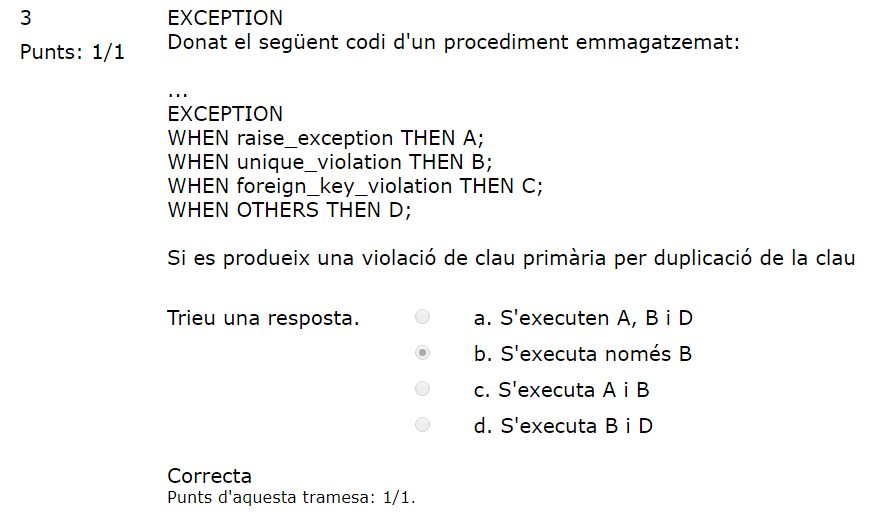 3
Punts: 1/1
EXCEPTION
Donat el següent codi d'un procediment emmagatzemat:
...
EXCEPTION
WHEN raise_exception THEN A;
WHEN unique_violation THEN B;
WHEN foreign_key_violation THEN C;
WHEN OTHERS THEN D;
Si es produeix una violació de clau primària per duplicació de la clau
Trieu una resposta.
a. S'executen A, B i D
b. S'executa només B
c. S'executa A i B
d. S'executa B i D
Correcta
Punts d'aquesta tramesa: 1/1.